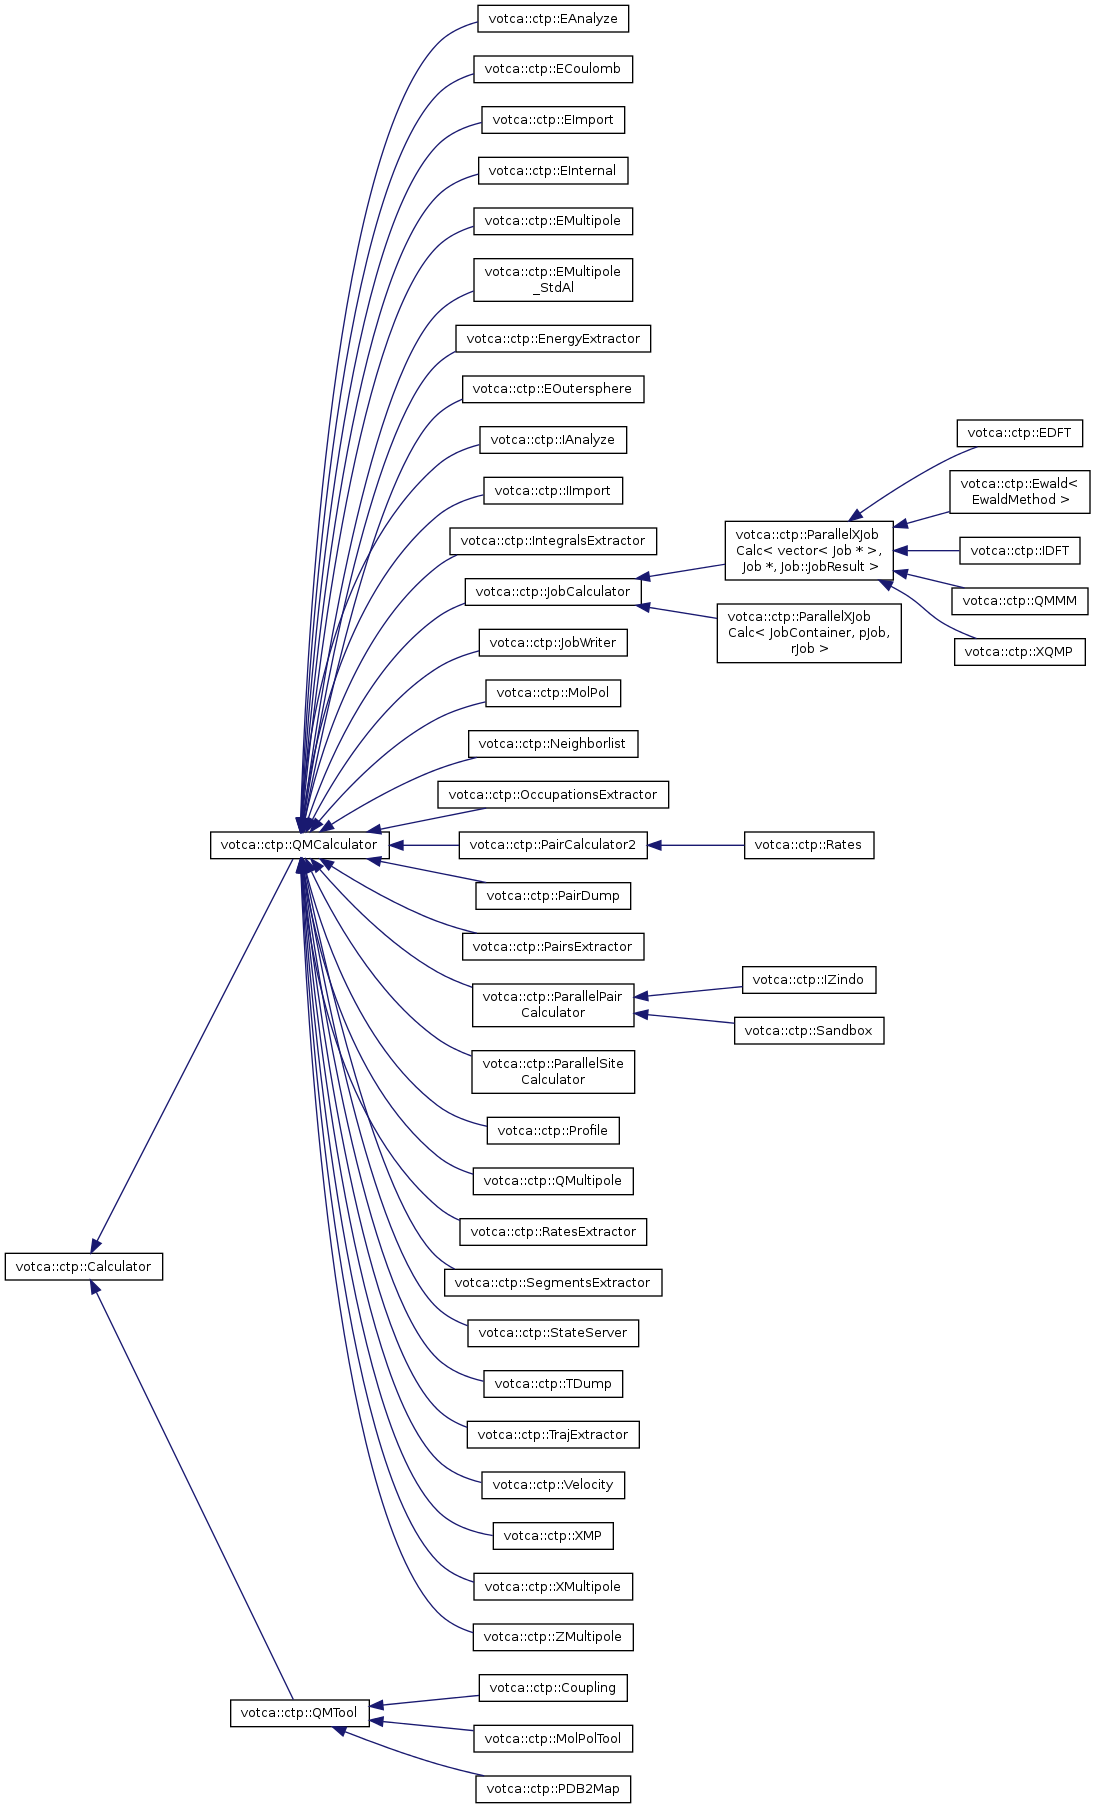 votca::ctp::EAnalyze
votca::ctp::ECoulomb
votca::ctp::EImport
votca::ctp::EInternal
votca::ctp::EMultipole
votca::ctp::EMultipole
_StdAl
votca::ctp::EnergyExtractor
votca::ctp::EOutersphere
votca::ctp::IAnalyze
votca::ctp::IImport
votca::ctp::IntegralsExtractor
votca::ctp::JobCalculator
votca::ctp::ParallelXJob
Calc< vector< Job * >,
Job *, Job::JobResult >
votca::ctp::EDFT
votca::ctp::Ewald<
EwaldMethod >
votca::ctp::IDFT
votca::ctp::QMMM
votca::ctp::XQMP
votca::ctp::ParallelXJob
Calc< JobContainer, pJob,
rJob >
votca::ctp::JobWriter
votca::ctp::MolPol
votca::ctp::Neighborlist
votca::ctp::OccupationsExtractor
votca::ctp::QMCalculator
votca::ctp::PairCalculator2
votca::ctp::Rates
votca::ctp::PairDump
votca::ctp::PairsExtractor
votca::ctp::ParallelPair
Calculator
votca::ctp::IZindo
votca::ctp::Sandbox
votca::ctp::ParallelSite
Calculator
votca::ctp::Profile
votca::ctp::QMultipole
votca::ctp::RatesExtractor
votca::ctp::Calculator
votca::ctp::SegmentsExtractor
votca::ctp::StateServer
votca::ctp::TDump
votca::ctp::TrajExtractor
votca::ctp::Velocity
votca::ctp::XMP
votca::ctp::XMultipole
votca::ctp::ZMultipole
votca::ctp::QMTool
votca::ctp::Coupling
votca::ctp::MolPolTool
votca::ctp::PDB2Map